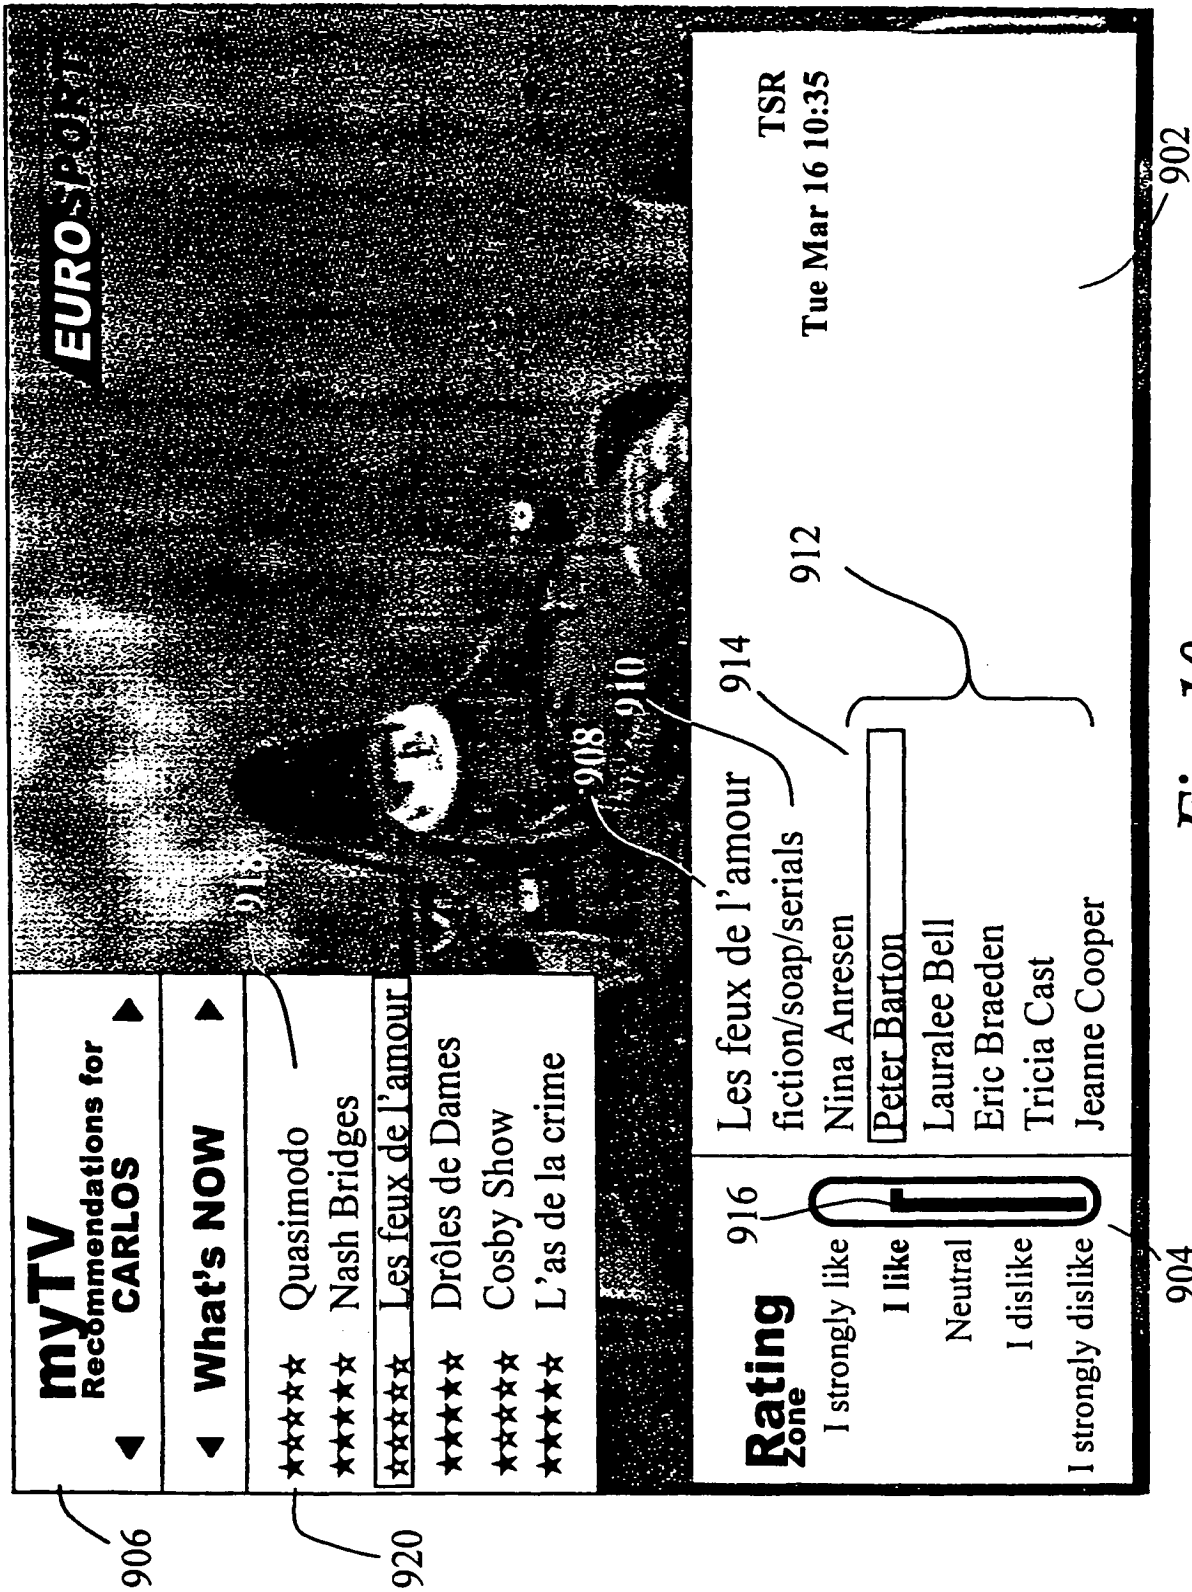 906
myTV
Recommendations for
CARLOS
What's NOW
920
★★★★★ Quasimodo
★★★★★ Nash Bridges
☆☆☆☆☆ Les feux de l'amour
★★★★★ Drôles de Dames
★★★★★ Cosby Show
★★★★★ L'as de la crime
918
EUROSPORT
908
910
914
912
916
Rating
Zone
I strongly like
I like
Neutral
I dislike
I strongly dislike
904
Les feux de l'amour
fiction/soap/serials
Nina Anresen
Peter Barton
Lauralee Bell
Eric Braeden
Tricia Cast
Jeanne Cooper
TSR
Tue Mar 16 10:35
902